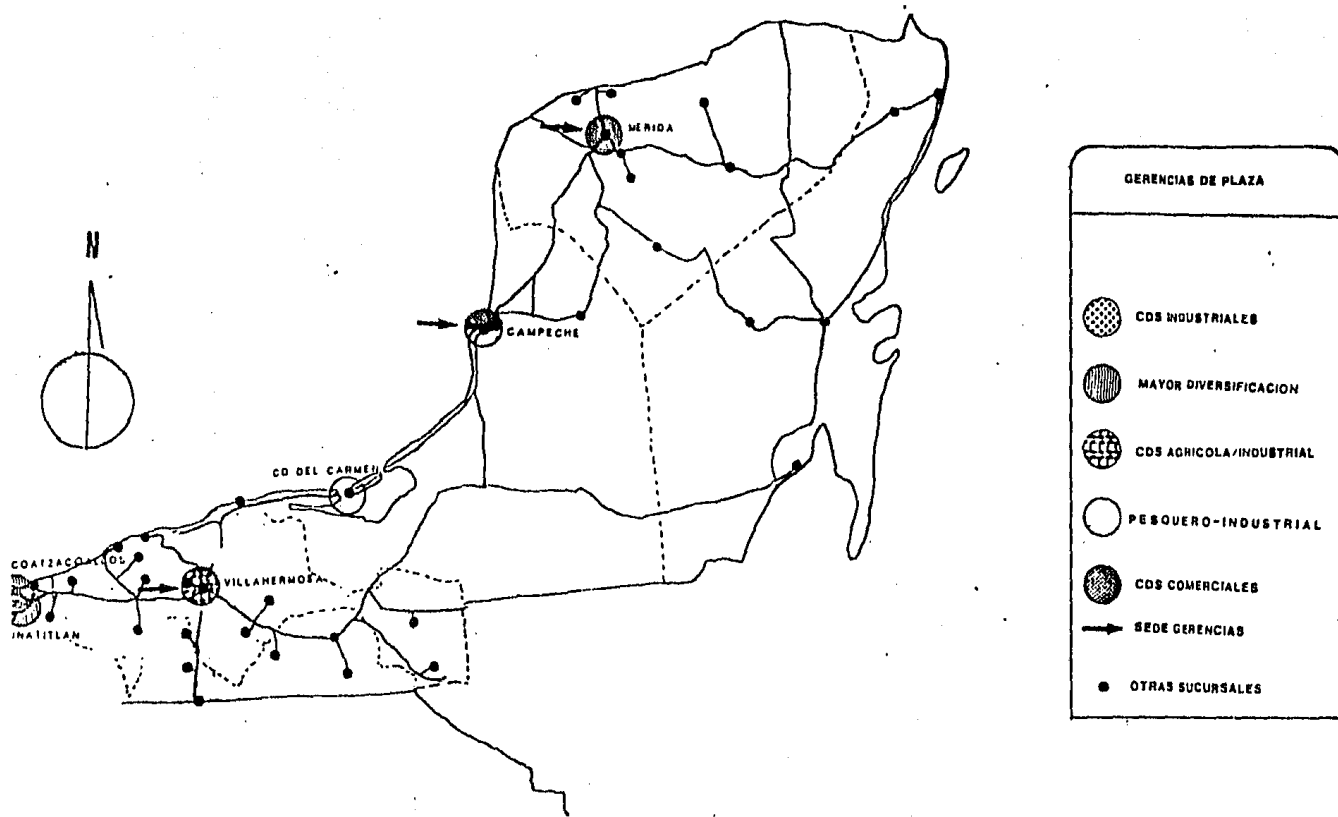 MERIDA
N
CAMPECHE
CD DEL CARMEN
COATZACOALCOS
VILLAHERMOSA
INATITLAN
GERENCIAS DE PLAZA
CDS INDUSTRIALES
MAYOR DIVERSIFICACION
CDS AGRICOLA/INDUSTRIAL
PESQUERO-INDUSTRIAL
CDS COMERCIALES
SEDE GERENCIAS
OTRAS SUCURSALES